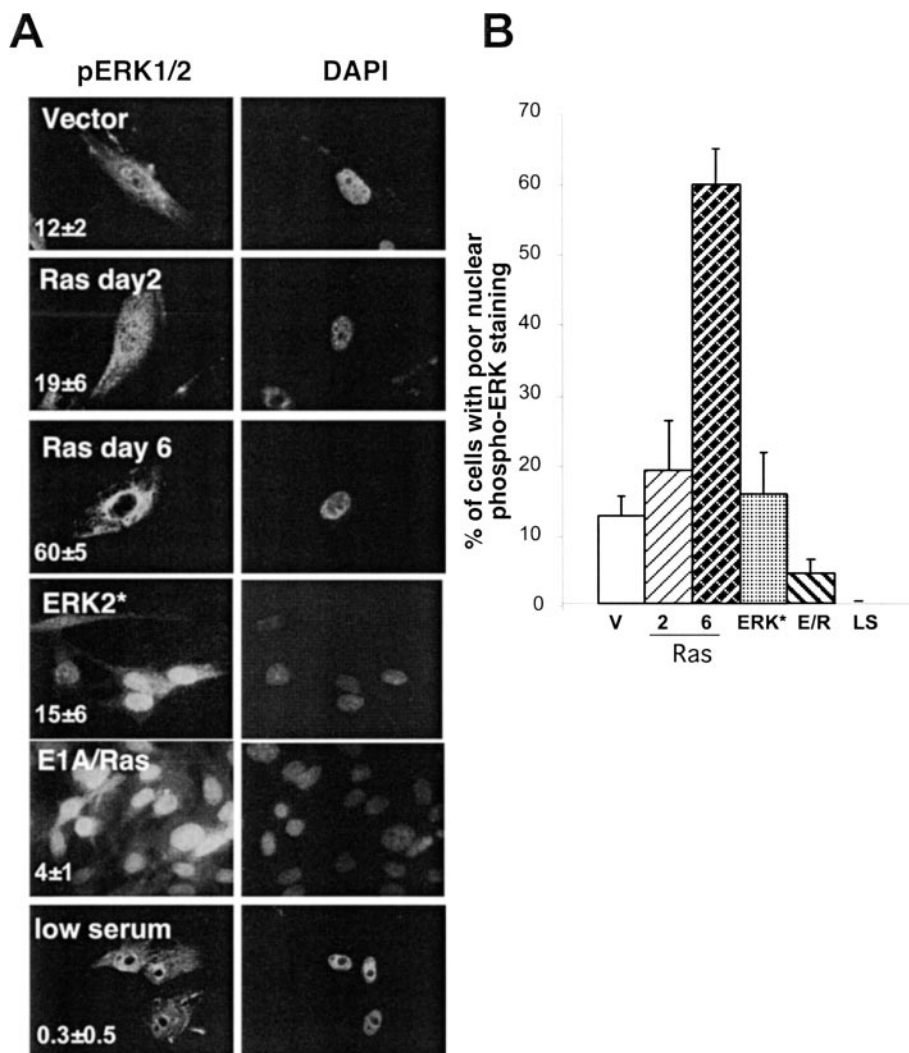 A
pERK1/2
DAPI
Vector
12±2
Ras day2
19±6
Ras day 6
60±5
ERK2*
15±6
E1A/Ras
4±1
low serum
0.3±0.5
B
% of cells with poor nuclear
phospho-ERK staining
70
60
50
40
30
20
10
0
V
2
6
ERK*
E/R
LS
Ras